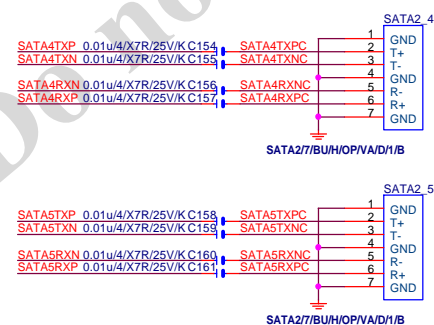 SATA2_4
1 GND
SATA4TXP 0.01u/4/X7R/25V/K C154 SATA4TXPC 2 T+
SATA4TXN 0.01u/4/X7R/25V/K C155 SATA4TXNC 3 T-
4 GND
SATA4RXN 0.01u/4/X7R/25V/K C156 SATA4RXNC 5 R-
SATA4RXP 0.01u/4/X7R/25V/K C157 SATA4RXPC 6 R+
7 GND
SATA2/7/BU/H/OP/VA/D/1/B
SATA2_5
1 GND
SATA5TXP 0.01u/4/X7R/25V/K C158 SATA5TXPC 2 T+
SATA5TXN 0.01u/4/X7R/25V/K C159 SATA5TXNC 3 T-
4 GND
SATA5RXN 0.01u/4/X7R/25V/K C160 SATA5RXNC 5 R-
SATA5RXP 0.01u/4/X7R/25V/K C161 SATA5RXPC 6 R+
7 GND
SATA2/7/BU/H/OP/VA/D/1/B
Do no